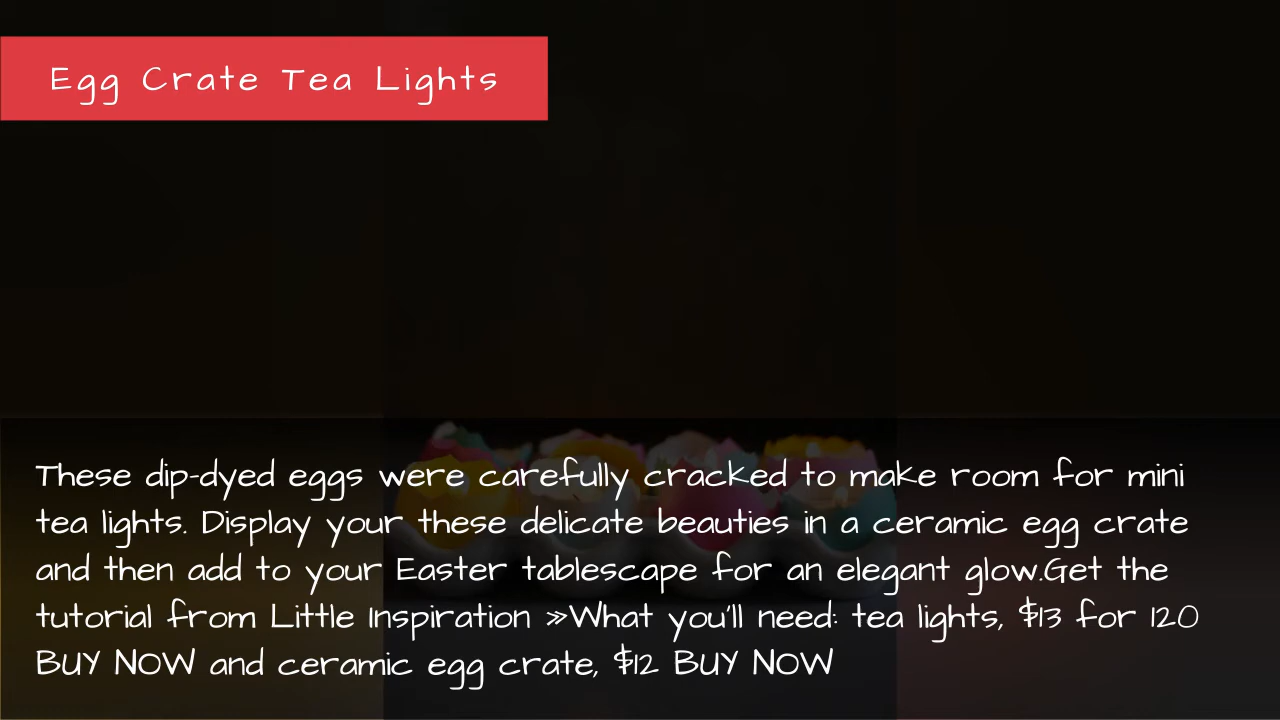 Egg Crate Tea Lights
These dip-dyed eggs were carefully cracked to make room for mini
tea lights. Display your these delicate beauties in a ceramic egg crate
and then add to your Easter tablescape for an elegant glow.Get the
tutorial from Little Inspiration »What you'll need: tea lights, $13 for 120
BUY NOW and ceramic egg crate, $12 BUY NOW